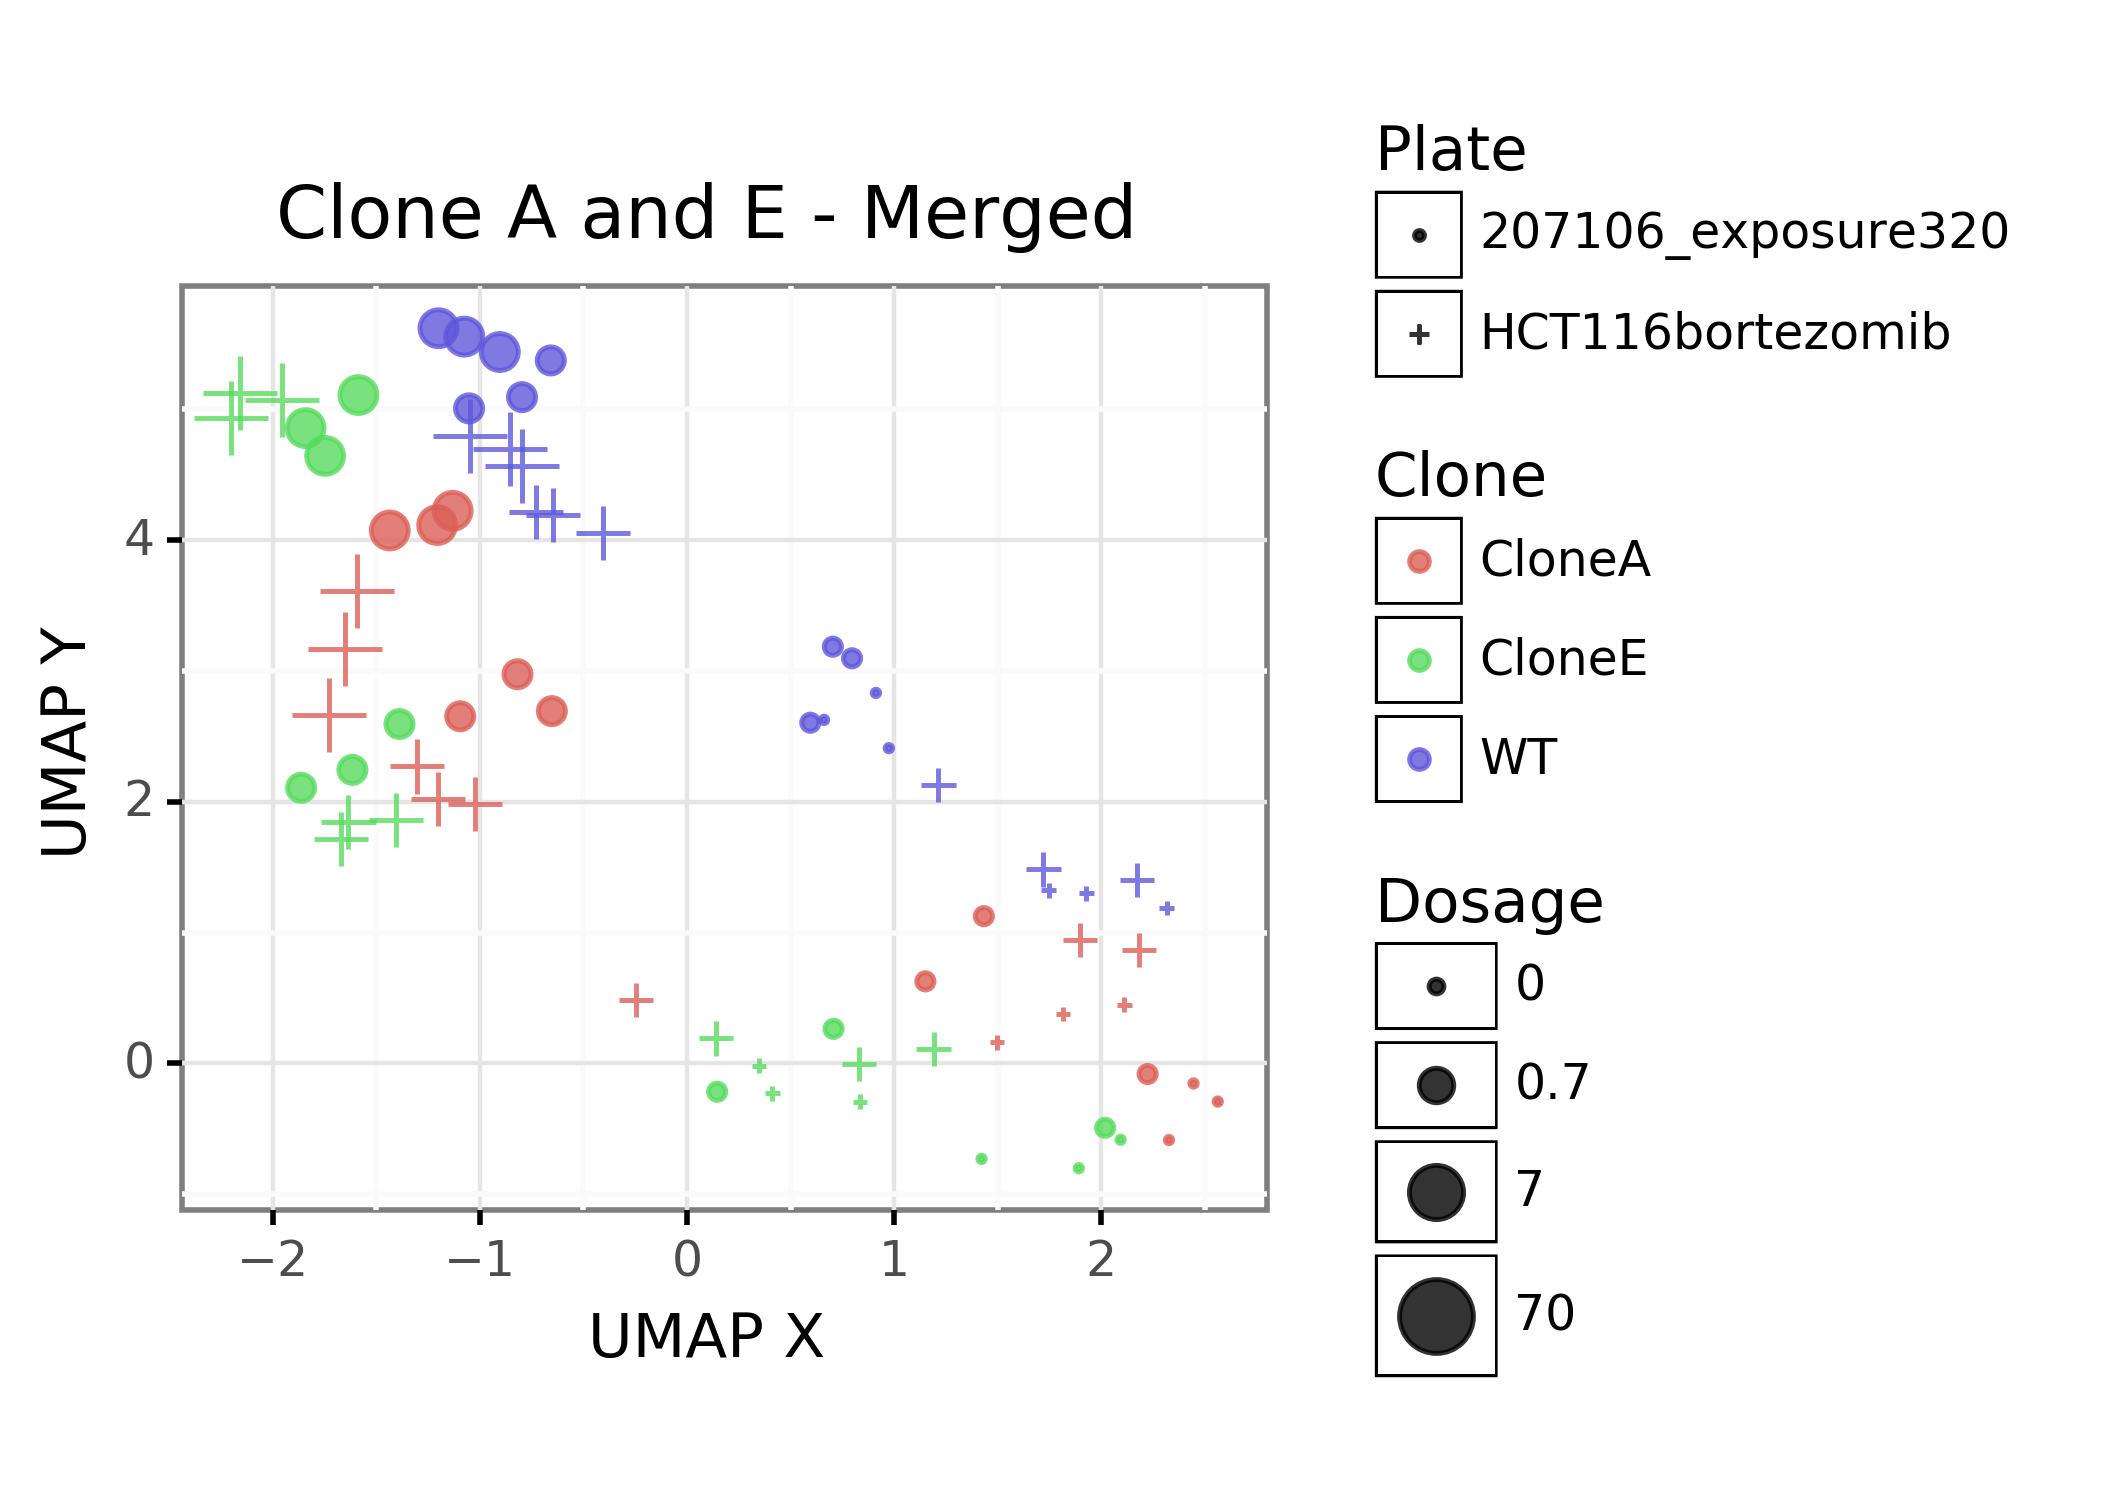 Clone A and E - Merged
UMAP Y
4
2
0
−2 −1 0 1 2
UMAP X
Plate
207106_exposure320
HCT116bortezomib
Clone
CloneA
CloneE
WT
Dosage
0
0.7
7
70